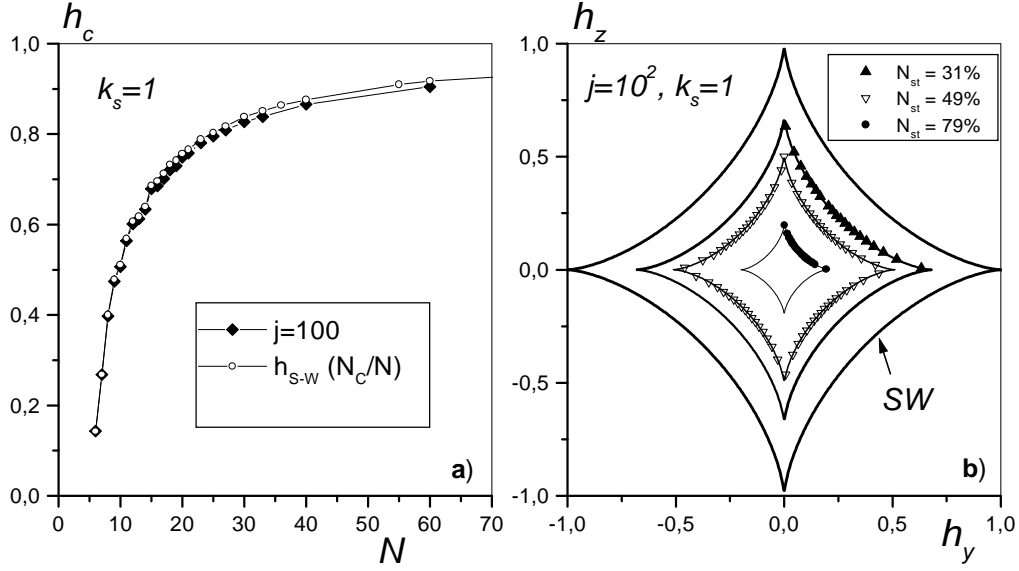 h_c
k_s=1
1,0
0,8
0,6
0,4
0,2
0,0
j=100
h_S-W (N_C/N)
a)
0 10 20 30 40 50 60 70
N
h_z
j=10², k_s=1
N_st = 31%
N_st = 49%
N_st = 79%
1,0
0,5
0,0
-0,5
-1,0
SW
b)
-1,0 -0,5 0,0 0,5 1,0
h_y